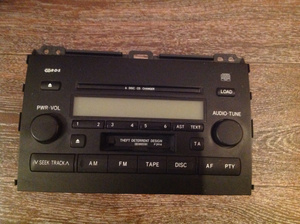 6 DISC CD CHANGER
LOAD
PWR·VOL
AUDIO·TUNE
1 2 3 4 5 6 AST TEXT
THEFT DETERRENT DESIGN
TA
SEEK TRACK AM FM TAPE DISC AF PTY